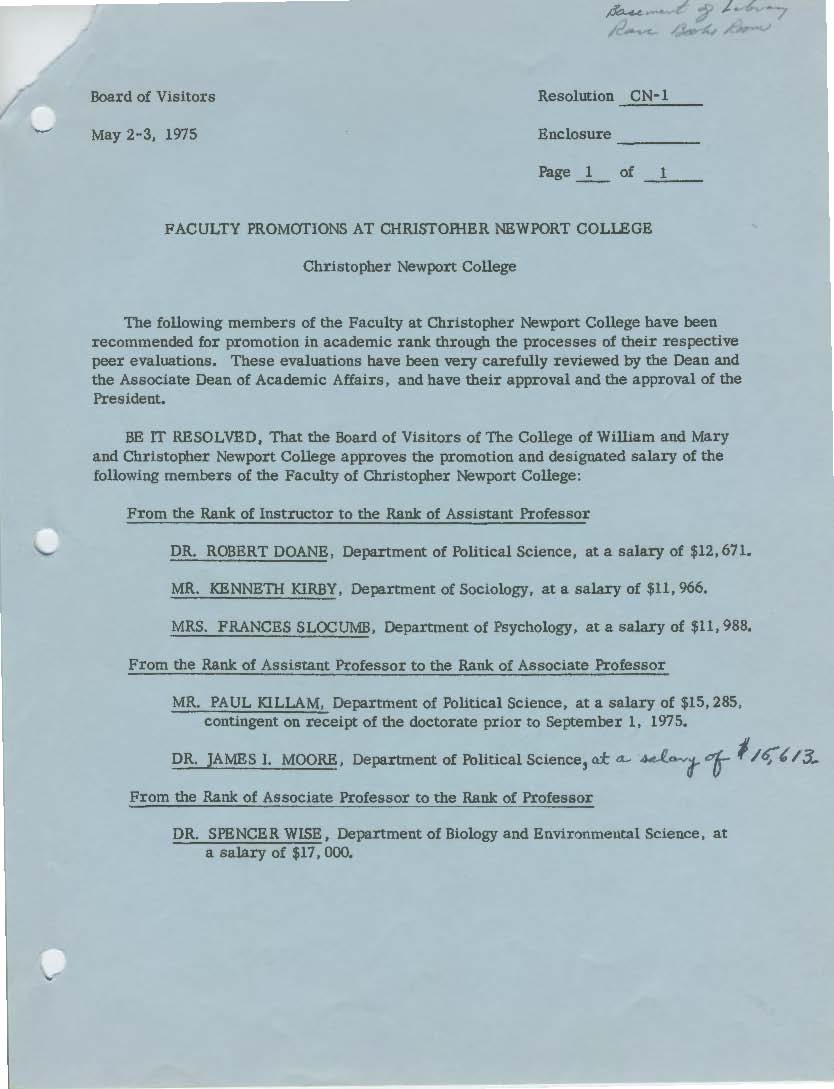 Basement of Library
Rare Books Room
Board of Visitors
Resolution CN-1
May 2-3, 1975
Enclosure
Page 1 of 1
FACULTY PROMOTIONS AT CHRISTOPHER NEWPORT COLLEGE
Christopher Newport College
The following members of the Faculty at Christopher Newport College have been
recommended for promotion in academic rank through the processes of their respective
peer evaluations. These evaluations have been very carefully reviewed by the Dean and
the Associate Dean of Academic Affairs, and have their approval and the approval of the
President.
BE IT RESOLVED, That the Board of Visitors of The College of William and Mary
and Christopher Newport College approves the promotion and designated salary of the
following members of the Faculty of Christopher Newport College:
From the Rank of Instructor to the Rank of Assistant Professor
DR. ROBERT DOANE, Department of Political Science, at a salary of $12,671.
MR. KENNETH KIRBY, Department of Sociology, at a salary of $11,966.
MRS. FRANCES SLOCUMB, Department of Psychology, at a salary of $11,988.
From the Rank of Assistant Professor to the Rank of Associate Professor
MR. PAUL KILLAM, Department of Political Science, at a salary of $15,285,
contingent on receipt of the doctorate prior to September 1, 1975.
DR. JAMES I. MOORE, Department of Political Science, at a salary of $15,613.
From the Rank of Associate Professor to the Rank of Professor
DR. SPENCER WISE, Department of Biology and Environmental Science, at
a salary of $17,000.